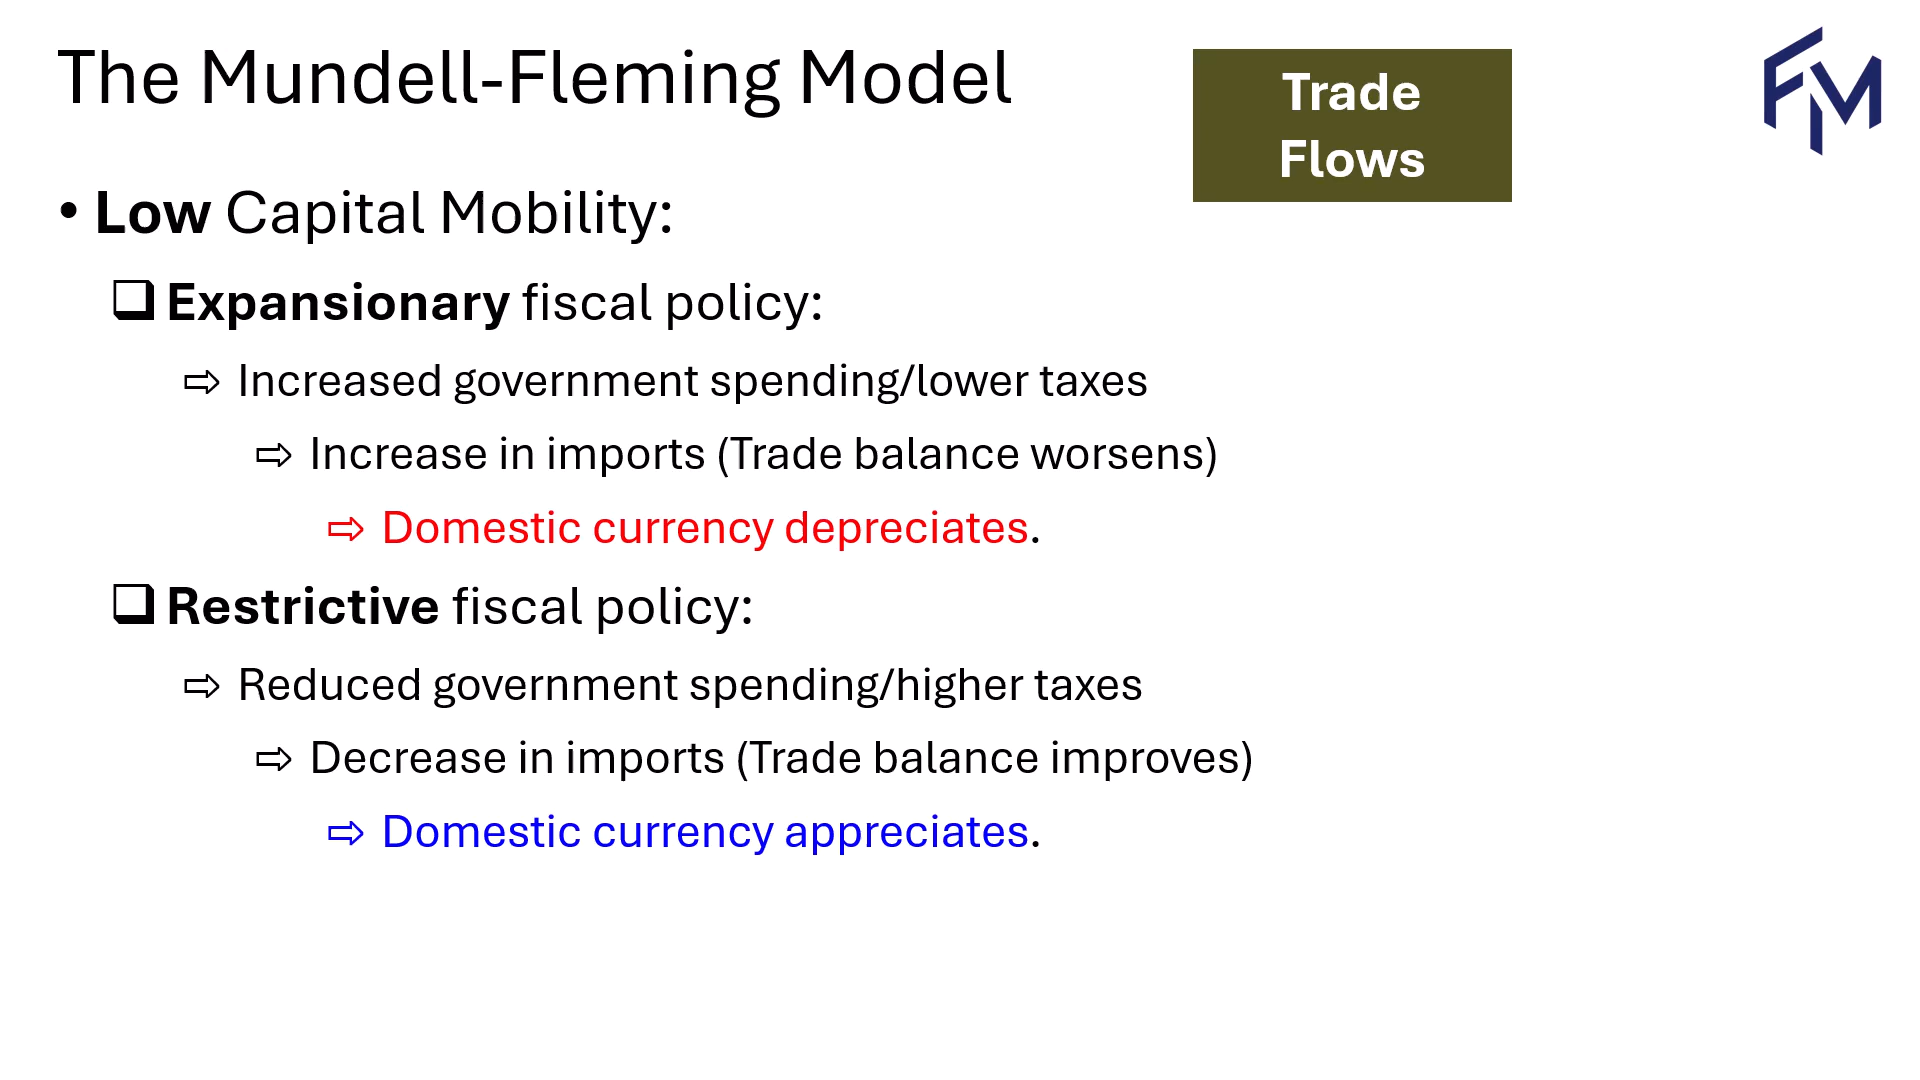 The Mundell-Fleming Model
Trade
Flows
FM
• Low Capital Mobility:
❑ Expansionary fiscal policy:
⇨ Increased government spending/lower taxes
⇨ Increase in imports (Trade balance worsens)
⇨ Domestic currency depreciates.
❑ Restrictive fiscal policy:
⇨ Reduced government spending/higher taxes
⇨ Decrease in imports (Trade balance improves)
⇨ Domestic currency appreciates.